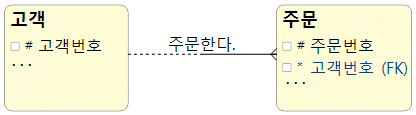 고객
# 고객번호
...
주문한다.
주문
# 주문번호
* 고객번호 (FK)
...